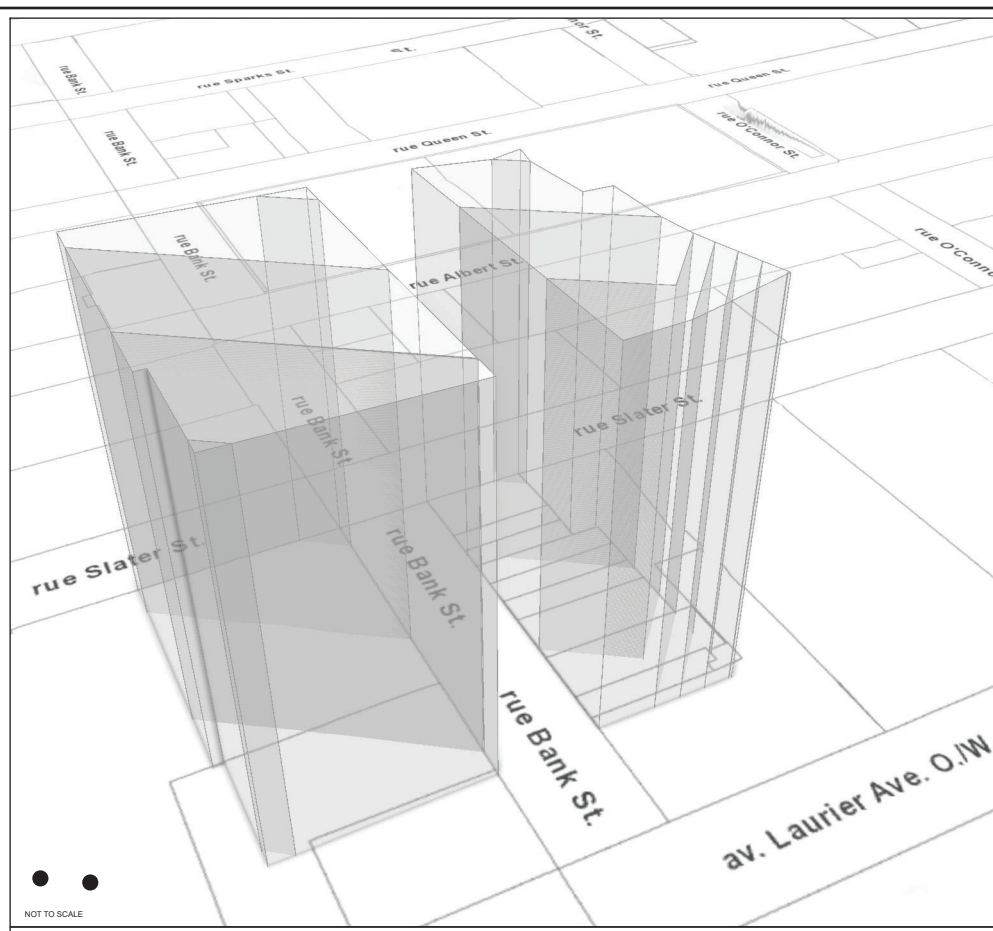 rue Bank St.
rue Sparks St.
St.
nor St.
rue Queen St.
rue Bank St.
rue Queen St.
rue O'Connor St.
rue Bank St.
rue Albert St.
rue O'Conno
rue Bank St.
rue Slater St.
rue Slater St.
rue Bank St.
rue Bank St.
av. Laurier Ave. O./W
NOT TO SCALE